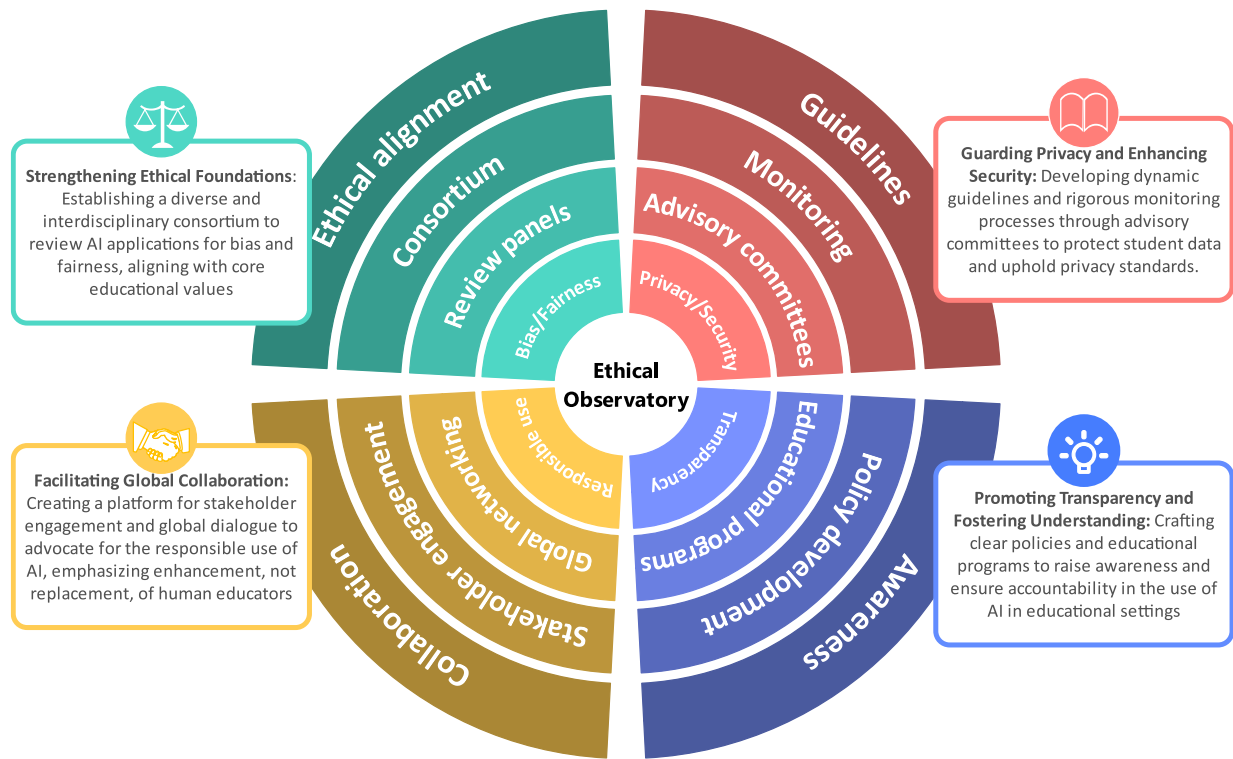 Ethical alignment
Consortium
Review panels
Bias/Fairness
Guidelines
Monitoring
Advisory committees
Privacy/Security
Strengthening Ethical Foundations:
Establishing a diverse and
interdisciplinary consortium to
review AI applications for bias and
fairness, aligning with core
educational values
Guarding Privacy and Enhancing
Security: Developing dynamic
guidelines and rigorous monitoring
processes through advisory
committees to protect student data
and uphold privacy standards.
Ethical
Observatory
Responsible use
Global networking
Stakeholder engagement
Collaboration
Transparency
Educational programs
Policy development
Awareness
Facilitating Global Collaboration:
Creating a platform for stakeholder
engagement and global dialogue to
advocate for the responsible use of
AI, emphasizing enhancement, not
replacement, of human educators
Promoting Transparency and
Fostering Understanding: Crafting
clear policies and educational
programs to raise awareness and
ensure accountability in the use of
AI in educational settings